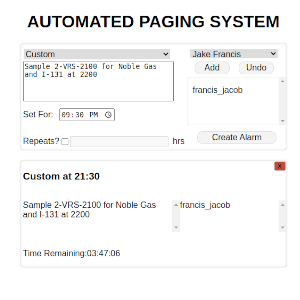 AUTOMATED PAGING SYSTEM
Custom
Jake Francis
Sample 2-VRS-2100 for Noble Gas
and I-131 at 2200
Add Undo
francis_jacob
Set For: 09:30 PM
Repeats? hrs
Create Alarm
X
Custom at 21:30
Sample 2-VRS-2100 for Noble Gas
and I-131 at 2200
francis_jacob
Time Remaining:03:47:06